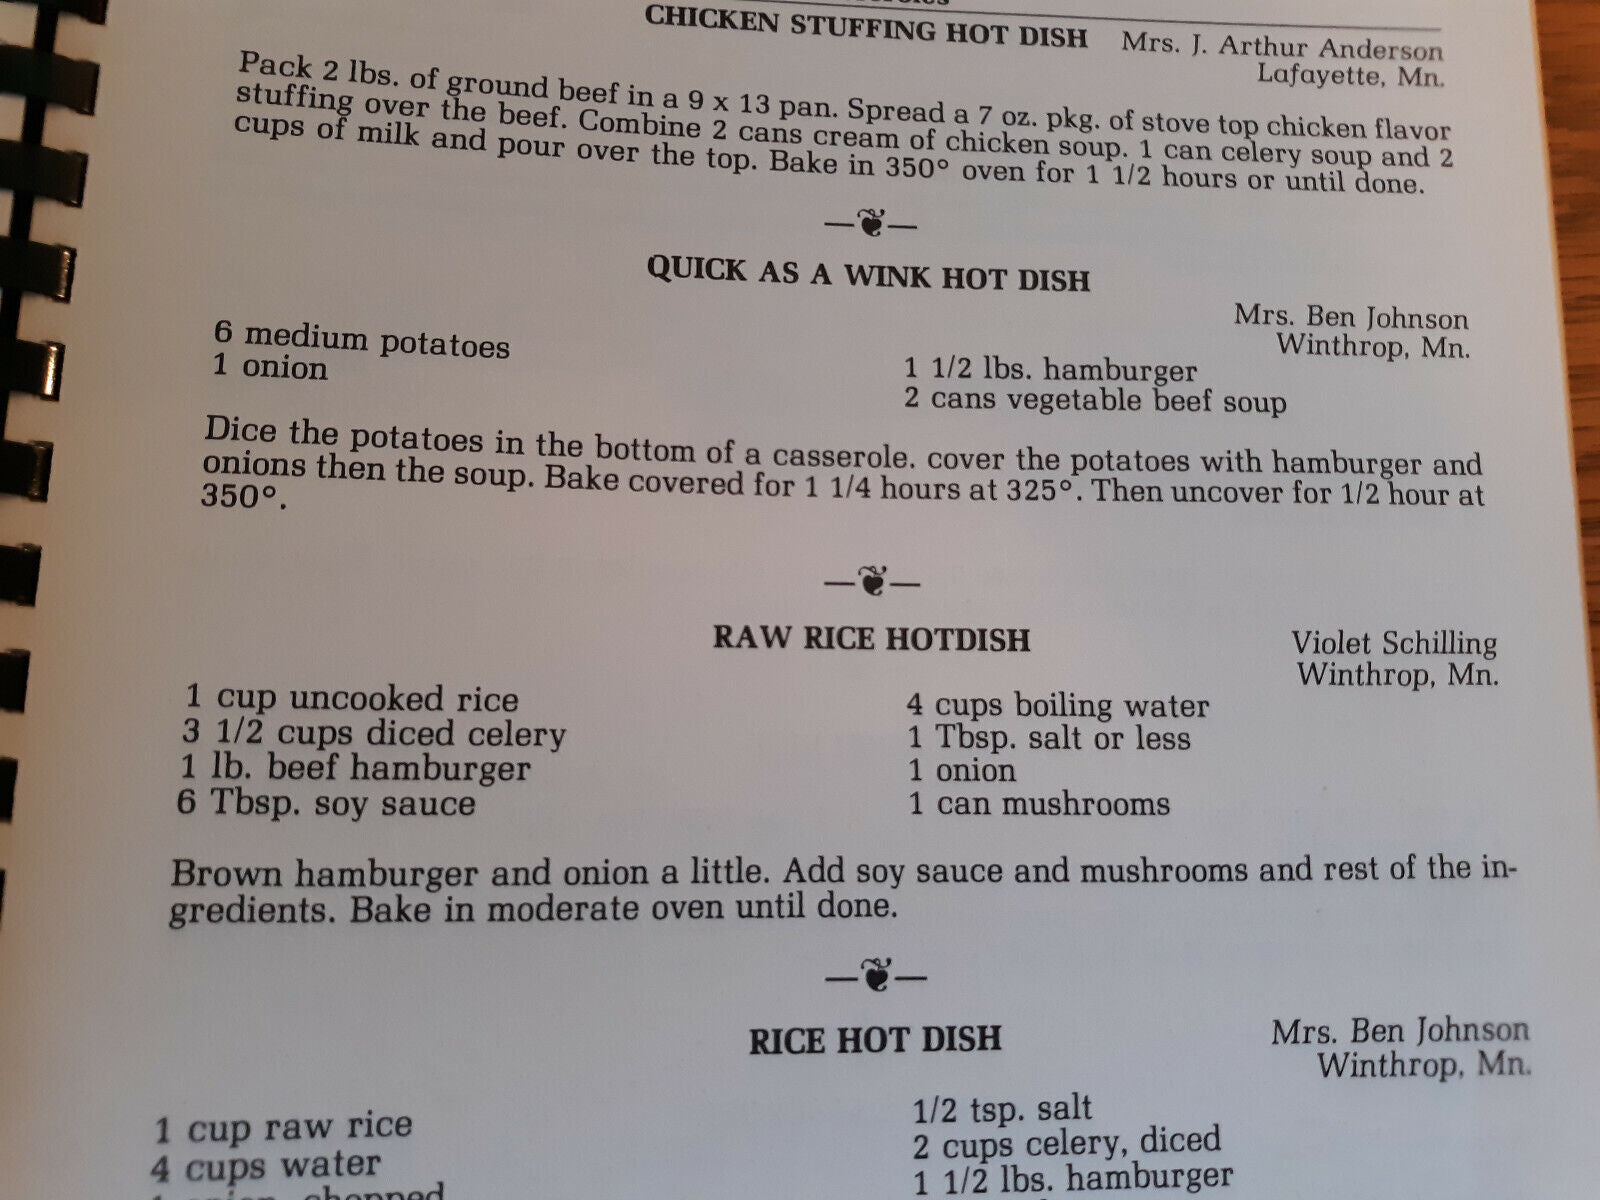 CHICKEN STUFFING HOT DISH Mrs. J. Arthur Anderson
Lafayette, Mn.
Pack 2 lbs. of ground beef in a 9 x 13 pan. Spread a 7 oz. pkg. of stove top chicken flavor
stuffing over the beef. Combine 2 cans cream of chicken soup. 1 can celery soup and 2
cups of milk and pour over the top. Bake in 350° oven for 1 1/2 hours or until done.
QUICK AS A WINK HOT DISH
Mrs. Ben Johnson
Winthrop, Mn.
6 medium potatoes
1 onion
1 1/2 lbs. hamburger
2 cans vegetable beef soup
Dice the potatoes in the bottom of a casserole. cover the potatoes with hamburger and
onions then the soup. Bake covered for 1 1/4 hours at 325°. Then uncover for 1/2 hour at
350°.
RAW RICE HOTDISH
Violet Schilling
Winthrop, Mn.
1 cup uncooked rice
3 1/2 cups diced celery
1 lb. beef hamburger
6 Tbsp. soy sauce
4 cups boiling water
1 Tbsp. salt or less
1 onion
1 can mushrooms
Brown hamburger and onion a little. Add soy sauce and mushrooms and rest of the in-
gredients. Bake in moderate oven until done.
RICE HOT DISH
Mrs. Ben Johnson
Winthrop, Mn.
1 cup raw rice
4 cups water
1 onion, chopped
1/2 tsp. salt
2 cups celery, diced
1 1/2 lbs. hamburger